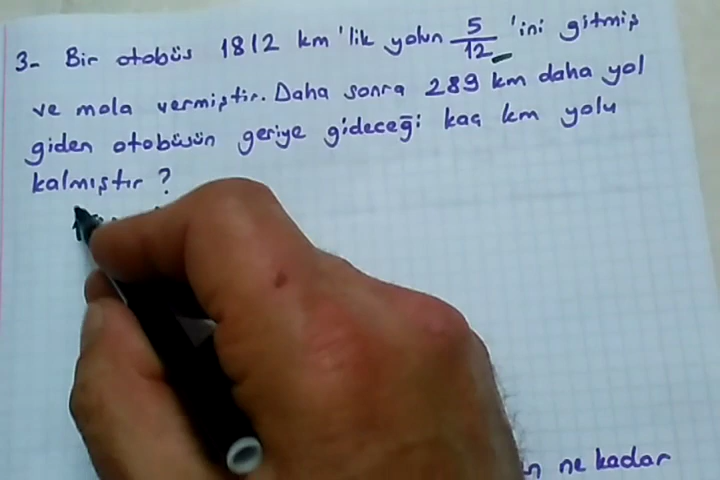 3- Bir otobüs 1812 km'lik yolun 5/12 'ini gitmiş
ve mola vermiştir. Daha sonra 289 km daha yol
giden otobüsün geriye gideceği kaç km yolu
kalmıştır ?
ne kadar